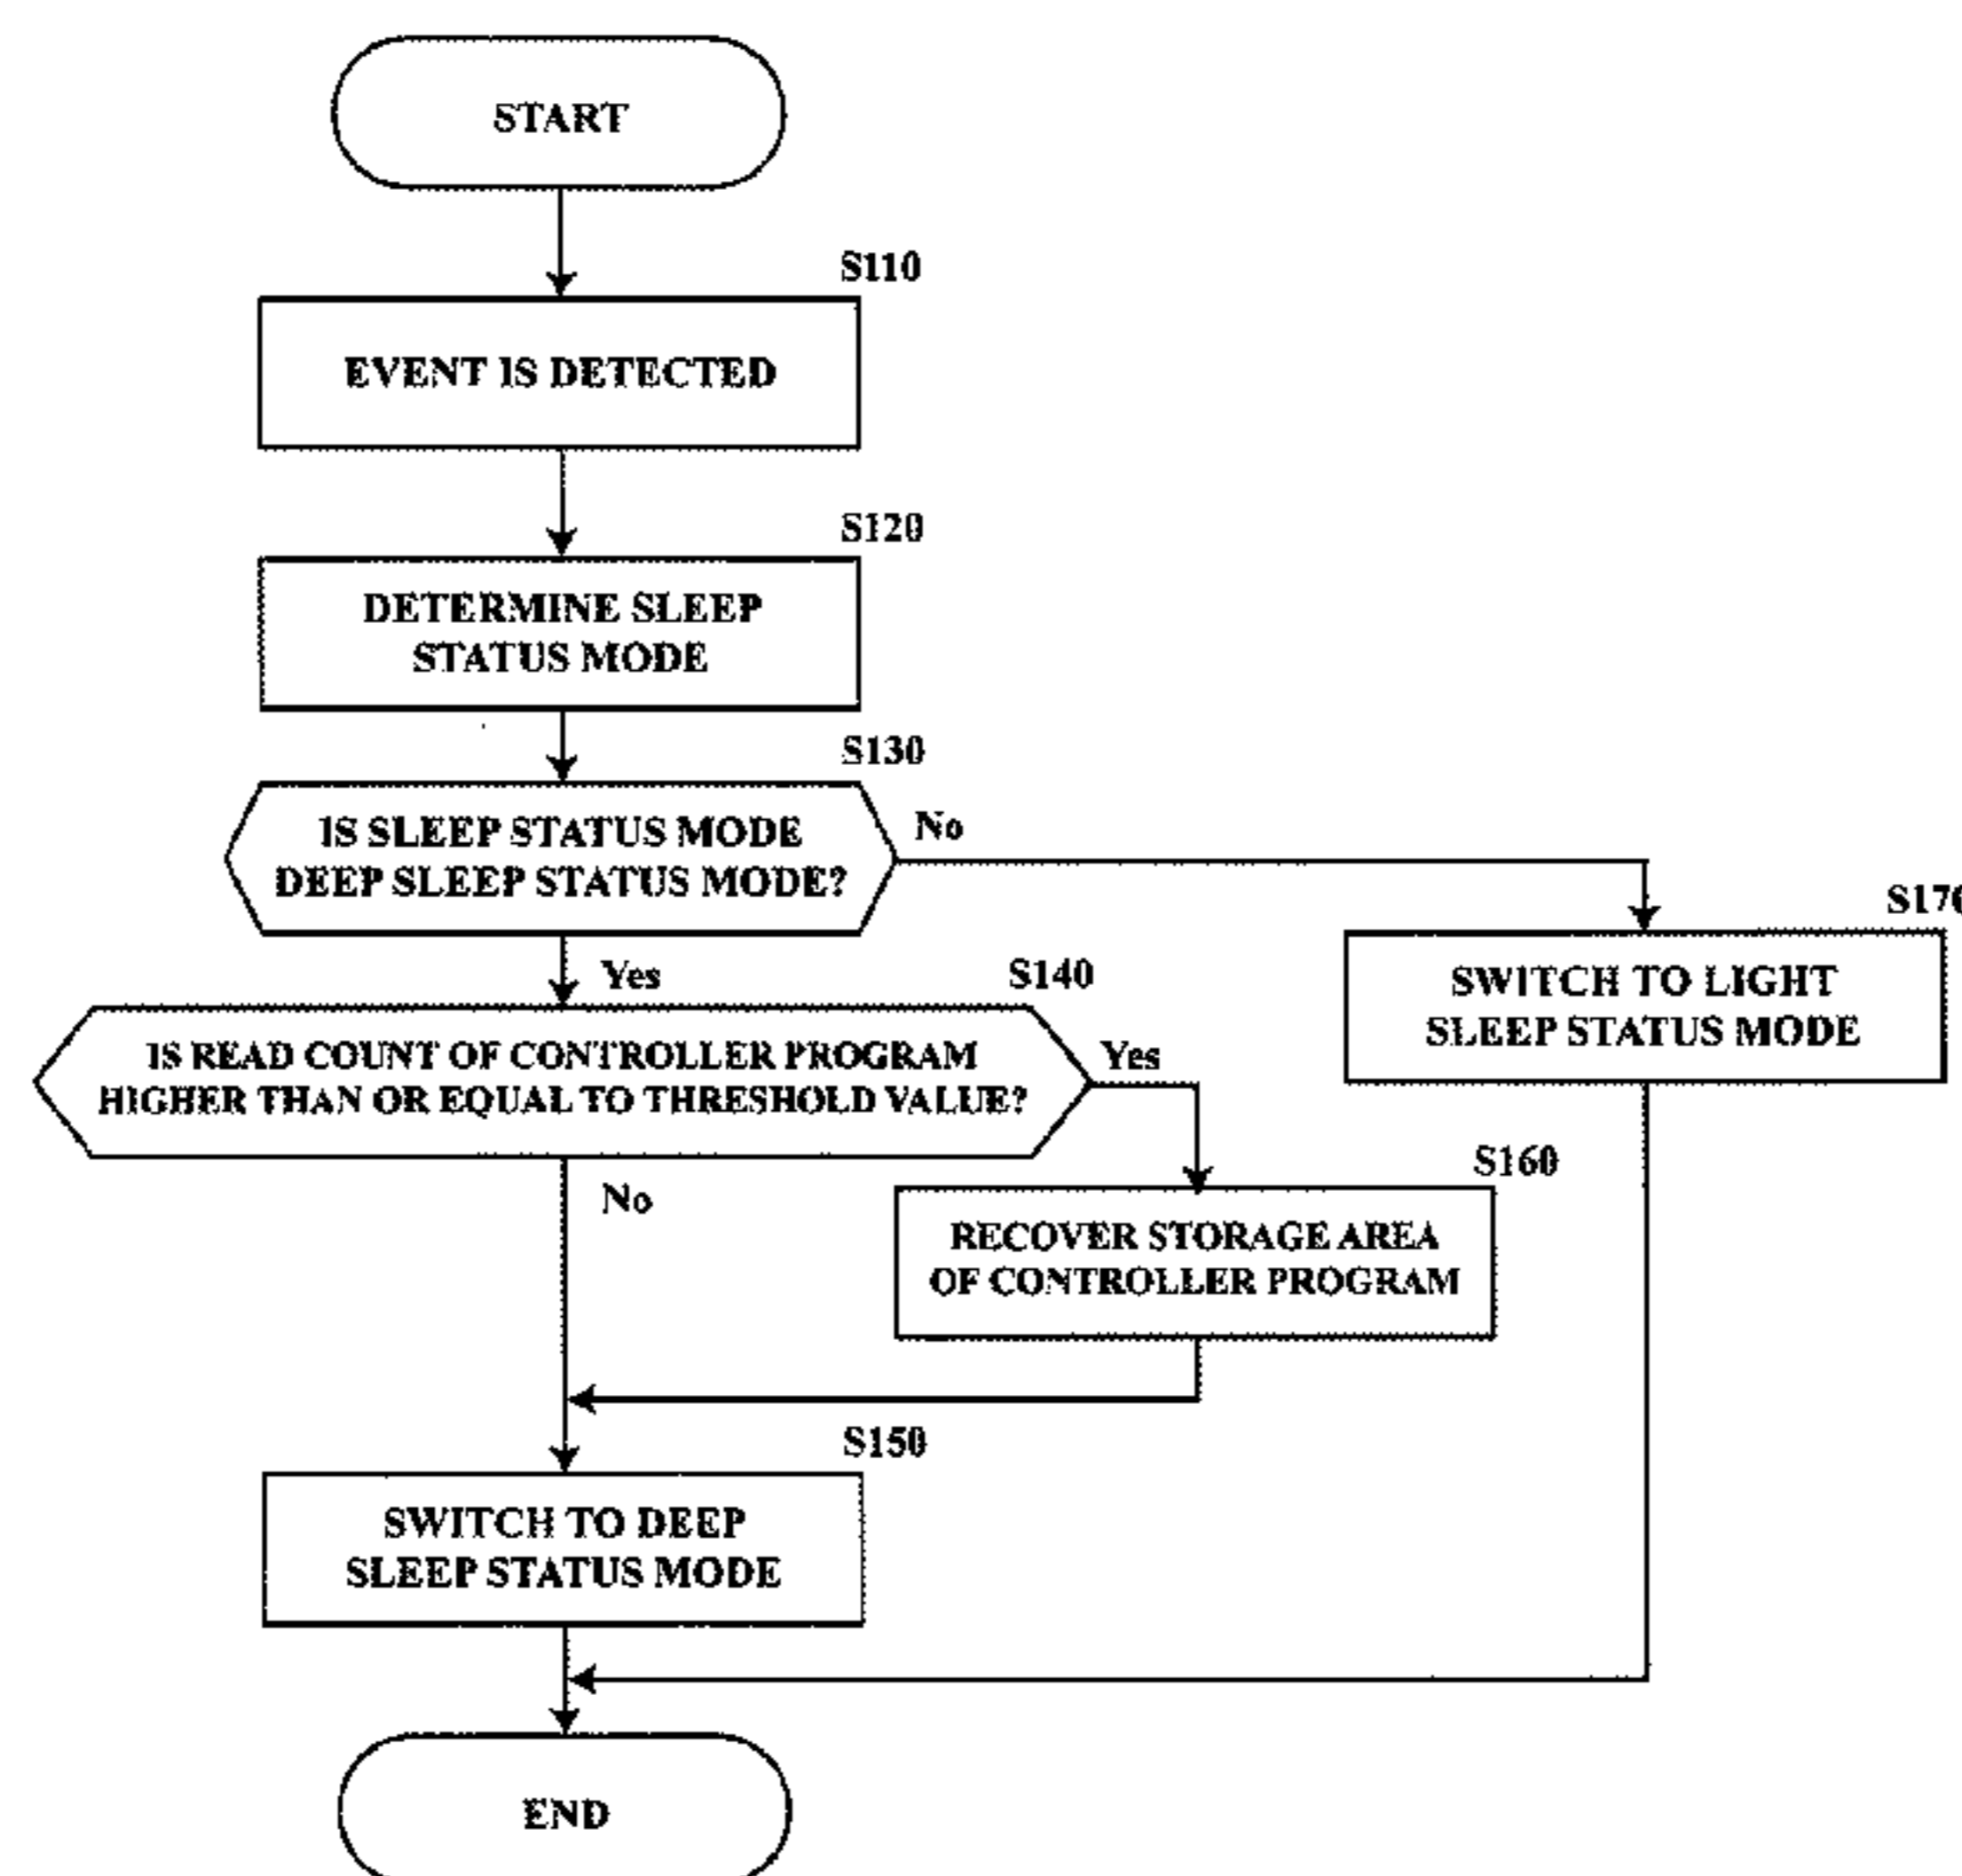 START
S110
EVENT IS DETECTED
S120
DETERMINE SLEEP
STATUS MODE
S130
IS SLEEP STATUS MODE
DEEP SLEEP STATUS MODE?
No
S170
SWITCH TO LIGHT
SLEEP STATUS MODE
Yes
S140
IS READ COUNT OF CONTROLLER PROGRAM
HIGHER THAN OR EQUAL TO THRESHOLD VALUE?
Yes
No
S160
RECOVER STORAGE AREA
OF CONTROLLER PROGRAM
S150
SWITCH TO DEEP
SLEEP STATUS MODE
END